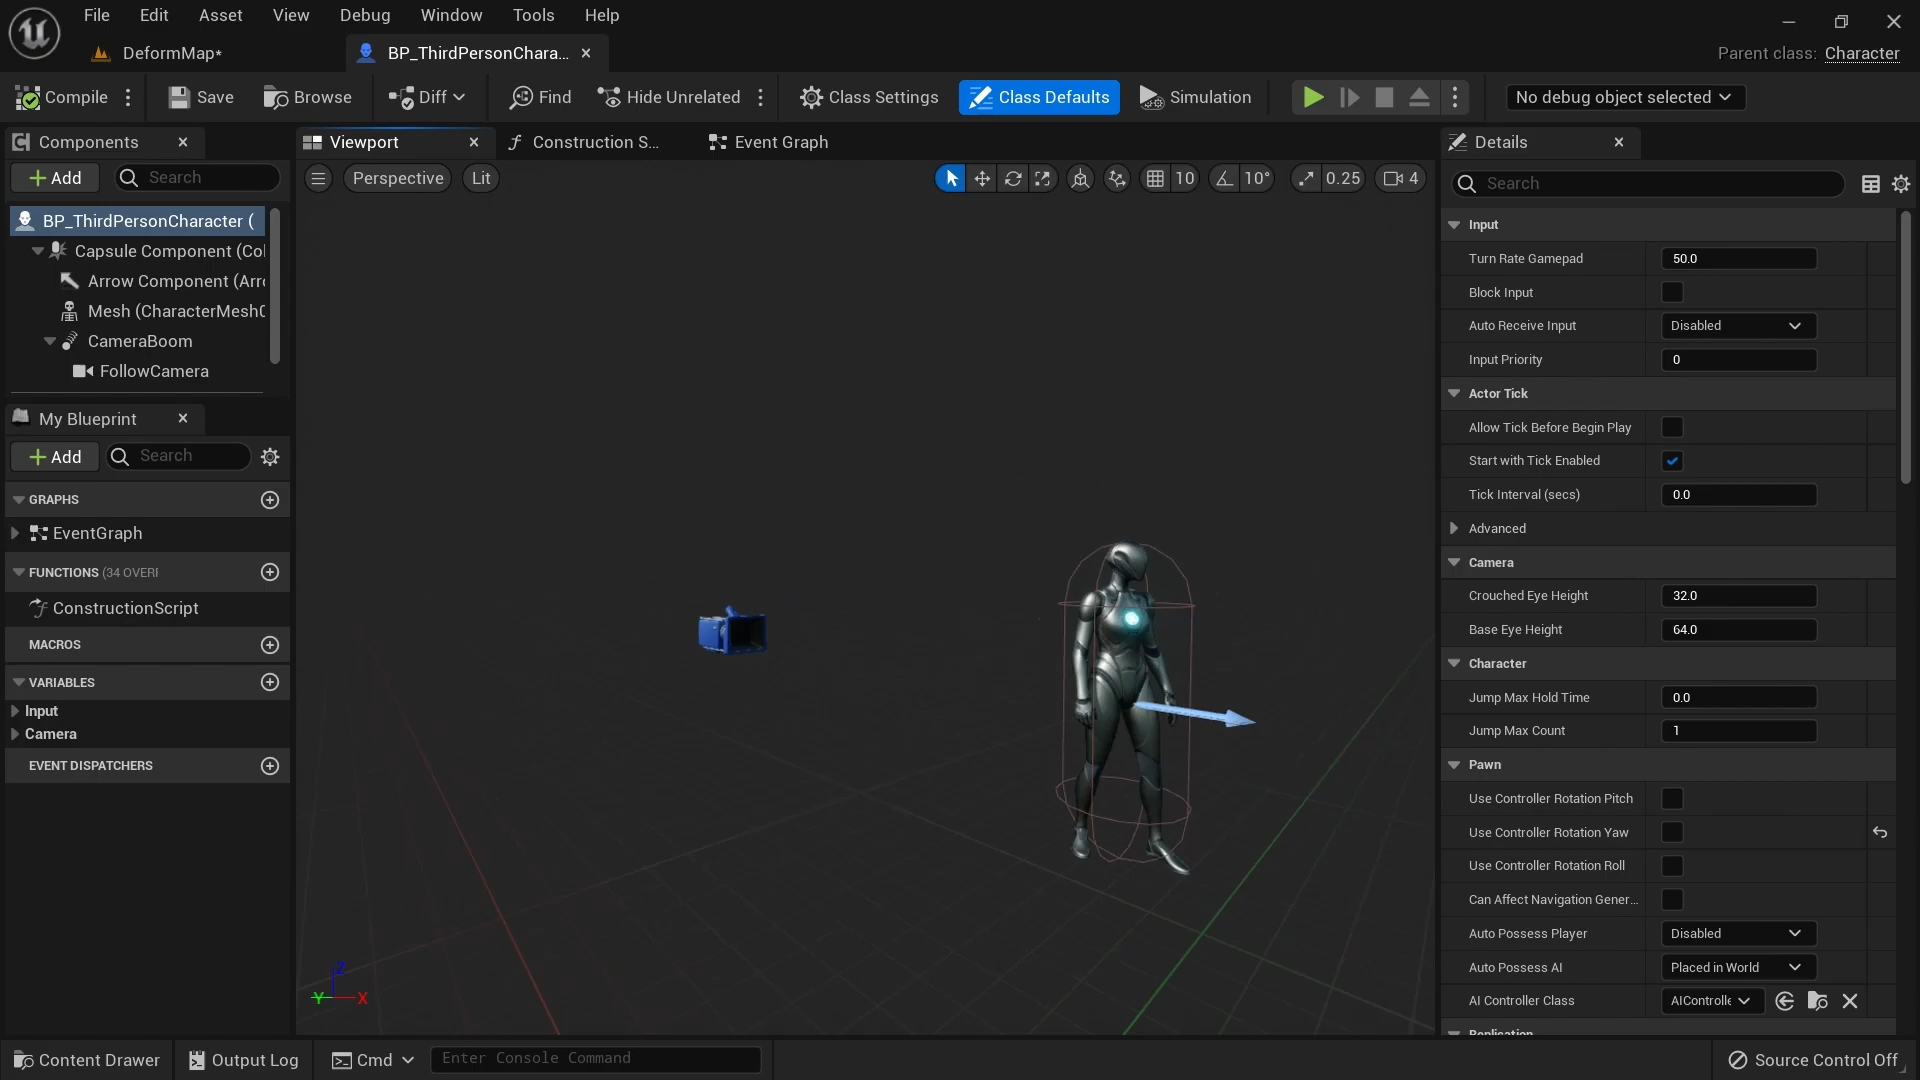 File Edit Asset View Debug Window Tools Help
DeformMap*
BP_ThirdPersonChara...
Parent class: Character
Compile
Save
Browse
Diff
Find
Hide Unrelated
Class Settings
Class Defaults
Simulation
No debug object selected
Components
Add
Search
BP_ThirdPersonCharacter (
Capsule Component (Col
Arrow Component (Arr
Mesh (CharacterMesh
CameraBoom
FollowCamera
My Blueprint
Add
Search
GRAPHS
EventGraph
FUNCTIONS (34 OVERR
ConstructionScript
MACROS
VARIABLES
Input
Camera
EVENT DISPATCHERS
Viewport
Construction S...
Event Graph
Perspective
Lit
10
10°
0.25
4
Z
Y
X
Details
Search
Input
Turn Rate Gamepad 50.0
Block Input
Auto Receive Input Disabled
Input Priority 0
Actor Tick
Allow Tick Before Begin Play
Start with Tick Enabled
Tick Interval (secs) 0.0
Advanced
Camera
Crouched Eye Height 32.0
Base Eye Height 64.0
Character
Jump Max Hold Time 0.0
Jump Max Count 1
Pawn
Use Controller Rotation Pitch
Use Controller Rotation Yaw
Use Controller Rotation Roll
Can Affect Navigation Gener...
Auto Possess Player Disabled
Auto Possess AI Placed in World
AI Controller Class AIControlle
Replication
Content Drawer
Output Log
Cmd
Enter Console Command
Source Control Off